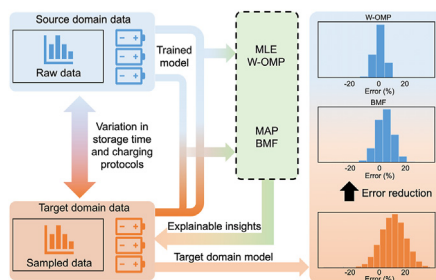 Source domain data
Raw data
Trained
model
Variation in
storage time
and charging
protocols
Target domain data
Sampled data
MLE
W-OMP
MAP
BMF
Explainable insights
Target domain model
W-OMP
-20 0 20
Error (%)
BMF
-20 0 20
Error (%)
Error reduction
-20 0 20
Error (%)